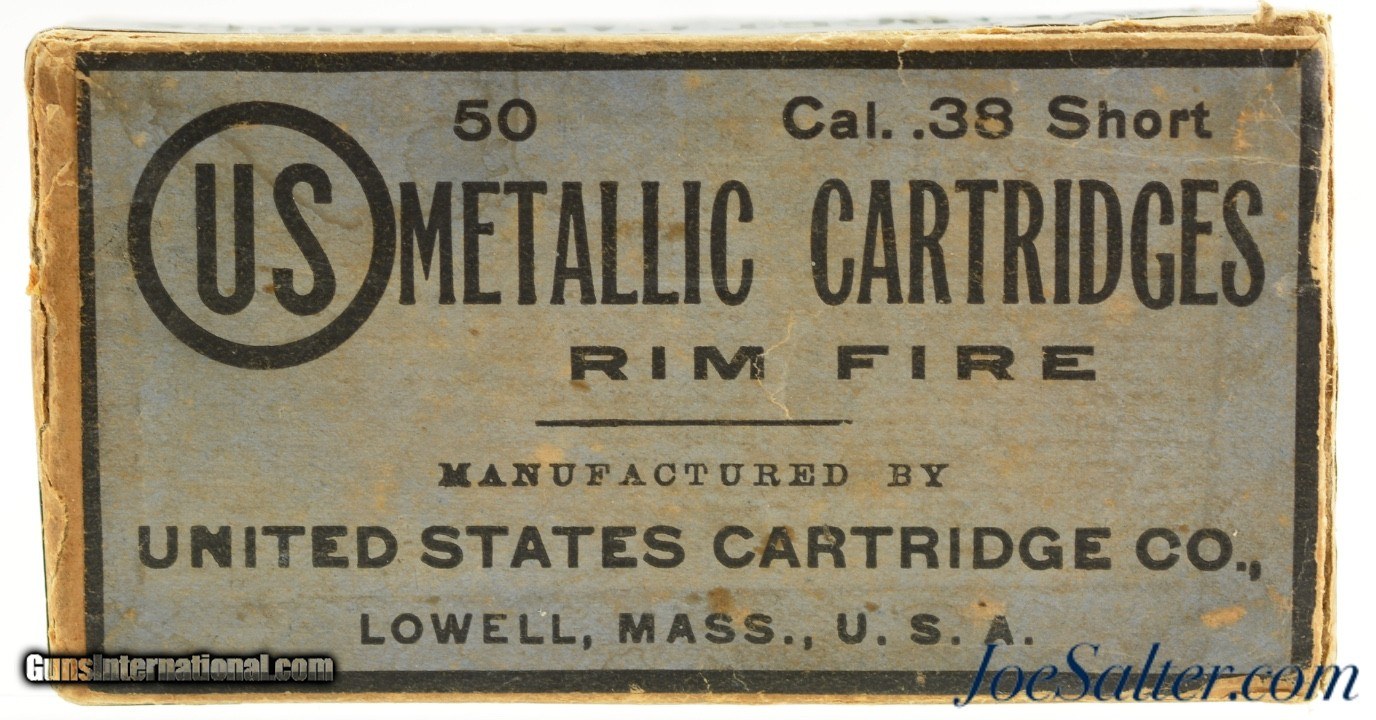 50 Cal. .38 Short
US METALLIC CARTRIDGES
RIM FIRE
MANUFACTURED BY
UNITED STATES CARTRIDGE CO.,
LOWELL, MASS., U. S. A.
GunsInternational.com
JoeSalter.com